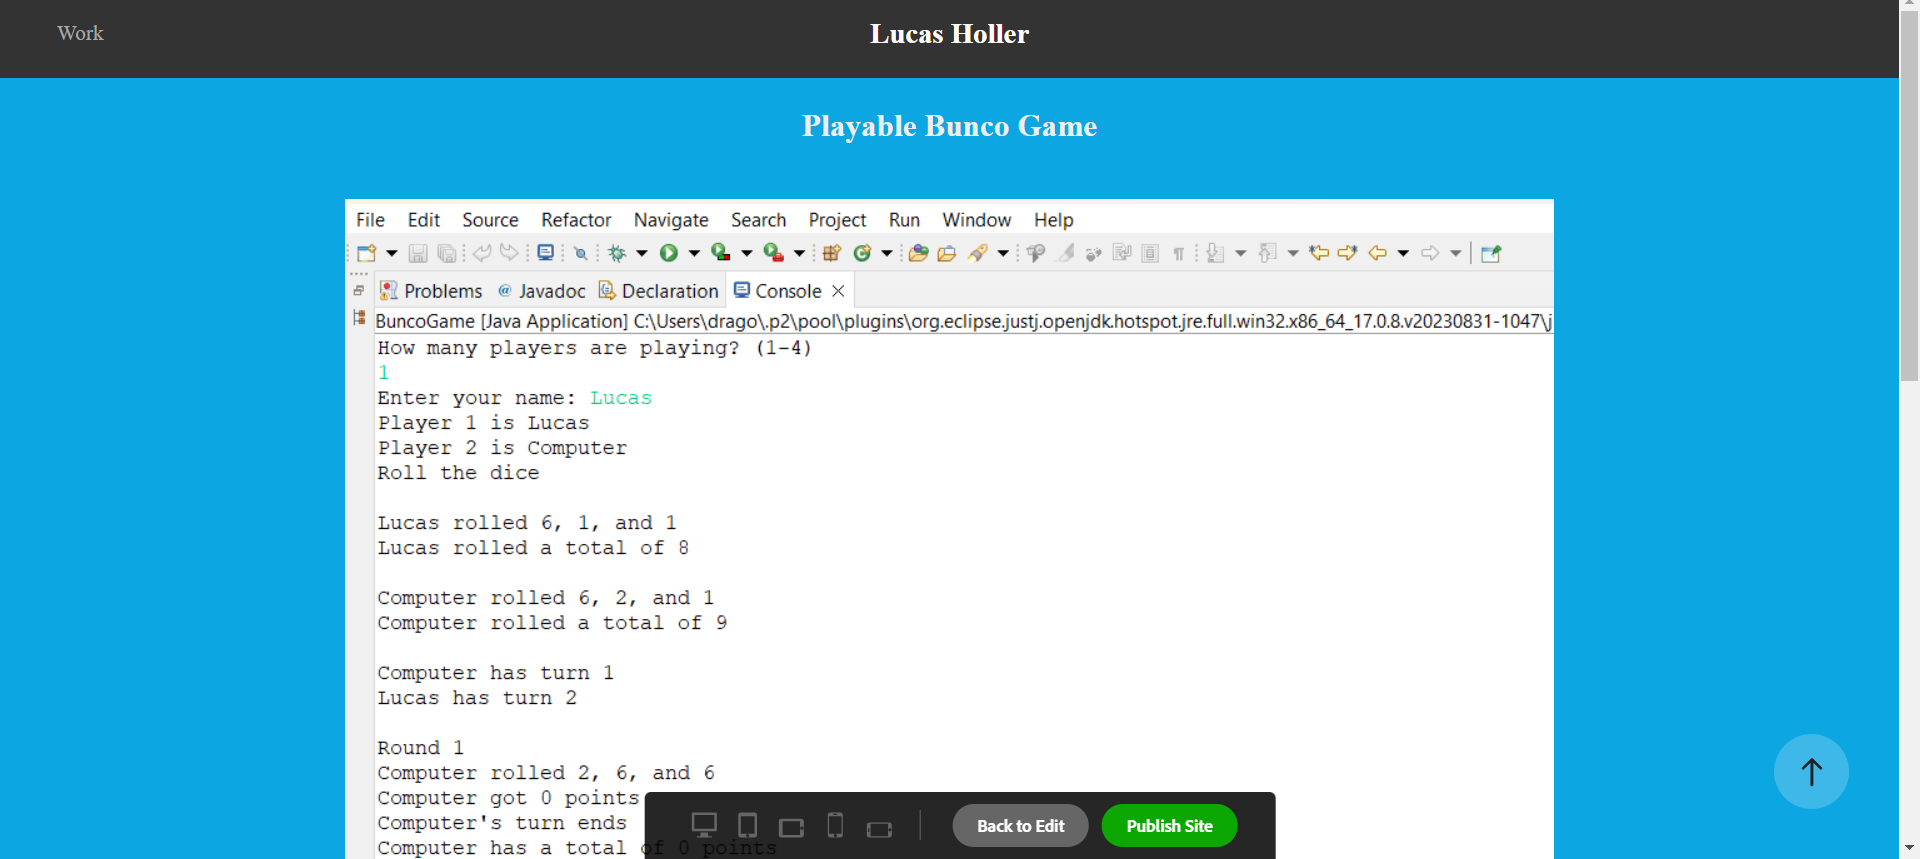 Work
Lucas Holler
Playable Bunco Game
File Edit Source Refactor Navigate Search Project Run Window Help
Problems @ Javadoc Declaration Console
BuncoGame [Java Application] C:\Users\drago\.p2\pool\plugins\org.eclipse.justj.openjdk.hotspot.jre.full.win32.x86_64_17.0.8.v20230831-1047\j
How many players are playing? (1-4)
1
Enter your name: Lucas
Player 1 is Lucas
Player 2 is Computer
Roll the dice
Lucas rolled 6, 1, and 1
Lucas rolled a total of 8
Computer rolled 6, 2, and 1
Computer rolled a total of 9
Computer has turn 1
Lucas has turn 2
Round 1
Computer rolled 2, 6, and 6
Computer got 0 points
Computer's turn ends
Computer has a total of 0 points
Back to Edit
Publish Site